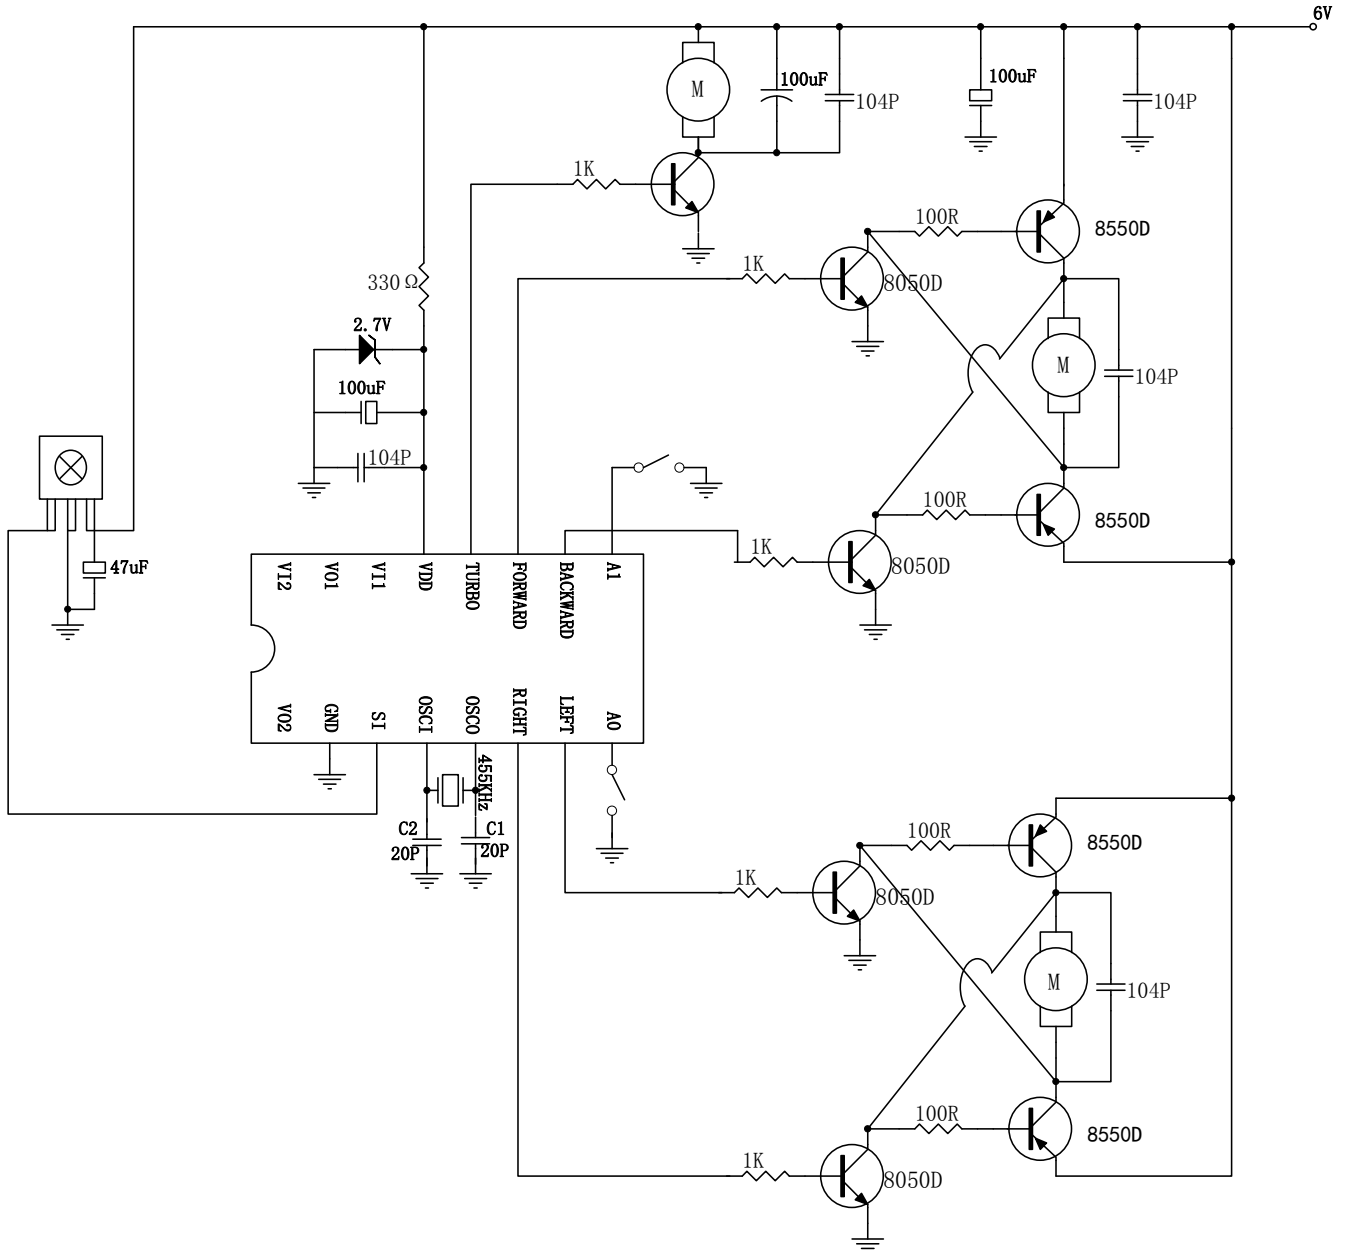 6V
M
100uF
104P
100uF
104P
1K
100R
8550D
1K
8050D
330Ω
2.7V
100uF
104P
M
104P
100R
8550D
1K
8050D
47uF
VI2
VO1
VI1
VDD
TURBO
FORWARD
BACKWARD
A1
VO2
GND
SI
OSCI
OSCO
RIGHT
LEFT
A0
455KHz
C2
20P
C1
20P
100R
8550D
1K
8050D
M
104P
100R
8550D
1K
8050D